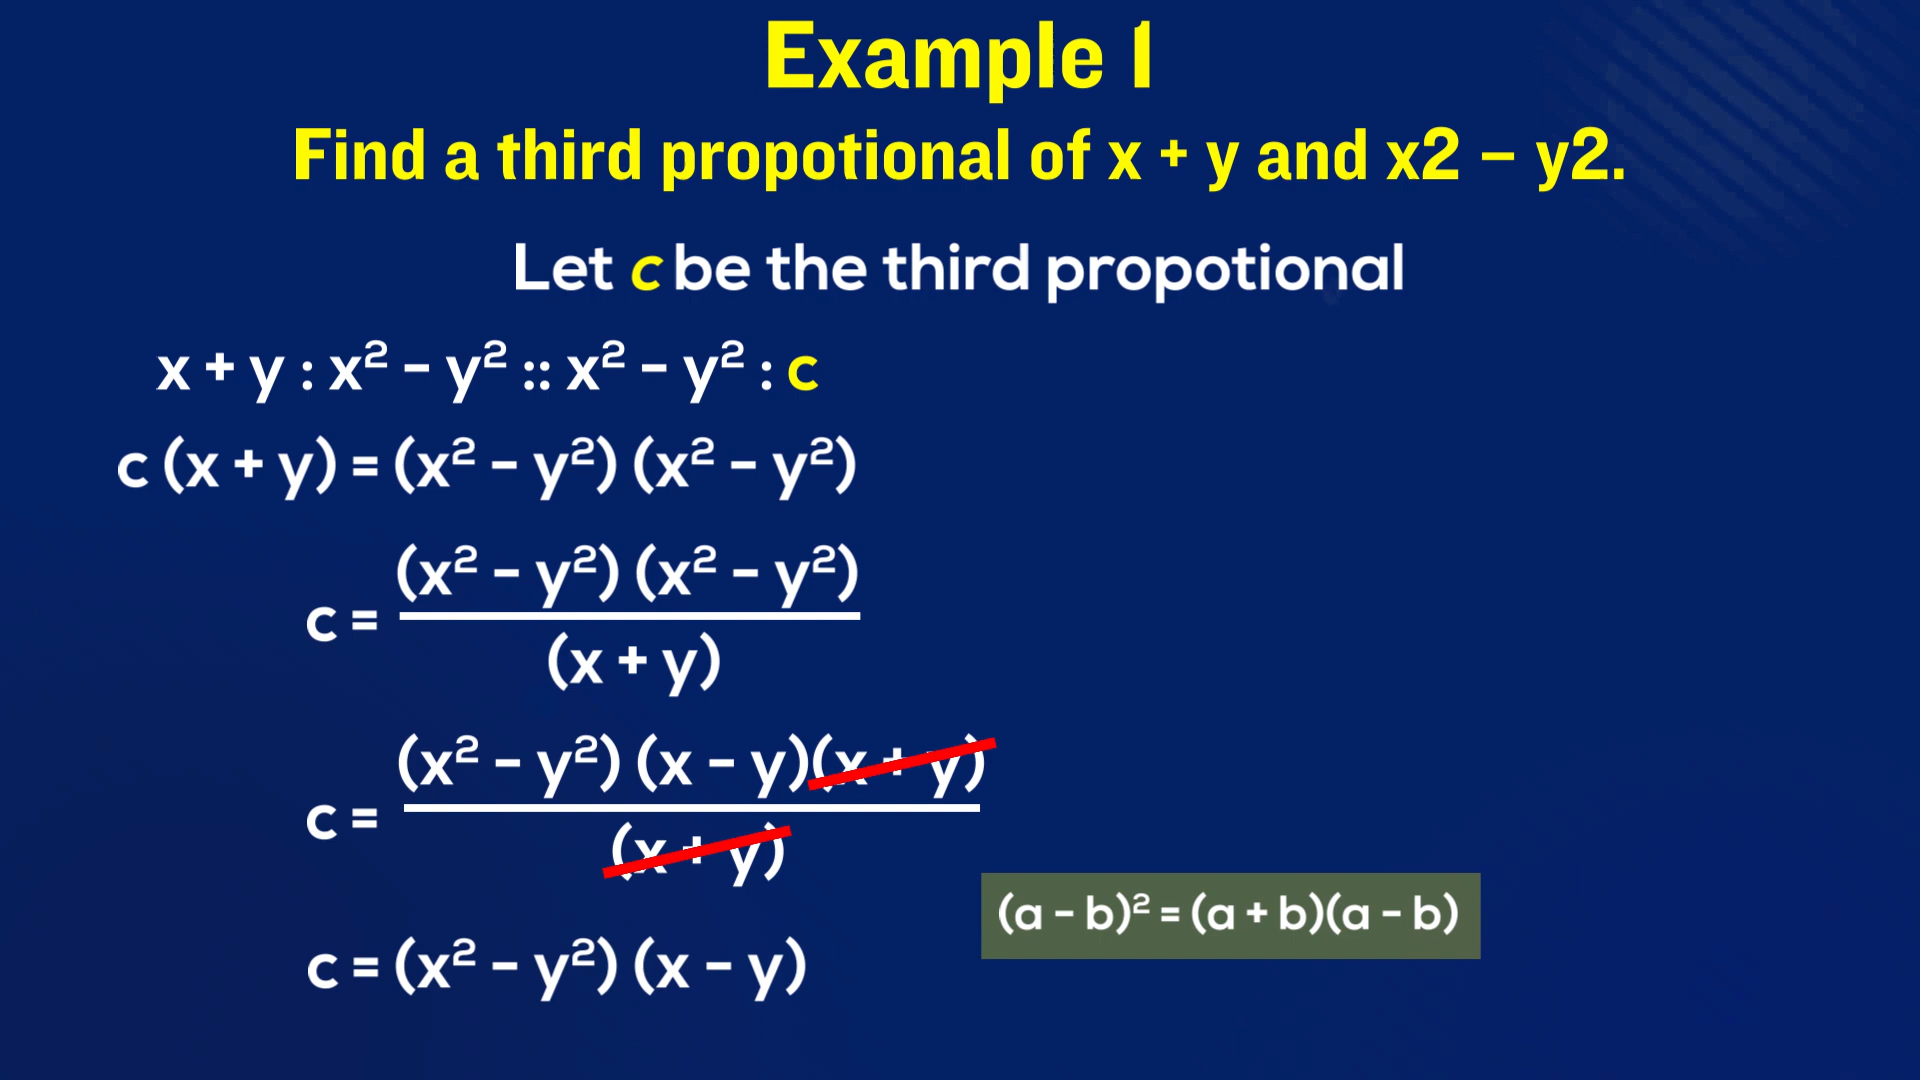 Example 1
Find a third propotional of x + y and x2 – y2.
Let c be the third propotional
x + y : x² - y² :: x² - y² : c
c (x + y) = (x² - y²) (x² - y²)
(x² - y²) (x² - y²)
c =
(x + y)
(x² - y²) (x - y)(x + y)
c =
(x + y)
(a - b)² = (a + b)(a - b)
c = (x² - y²) (x - y)